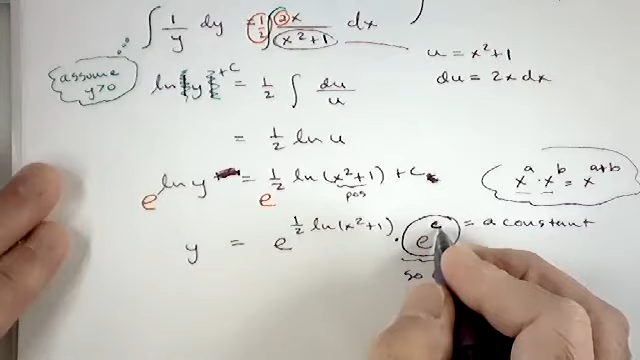 ∫ 1/y dy = 1/2 ∫ 2x/(x²+1) dx
u = x²+1
du = 2x dx
assume y>0
ln|y| + c = 1/2 ∫ du/u
= 1/2 ln u
e^(ln y) = e^(1/2 ln(x²+1) + c)
pos
x^a · x^b = x^(a+b)
y = e^(1/2 ln(x²+1)) · e^c = a constant
so